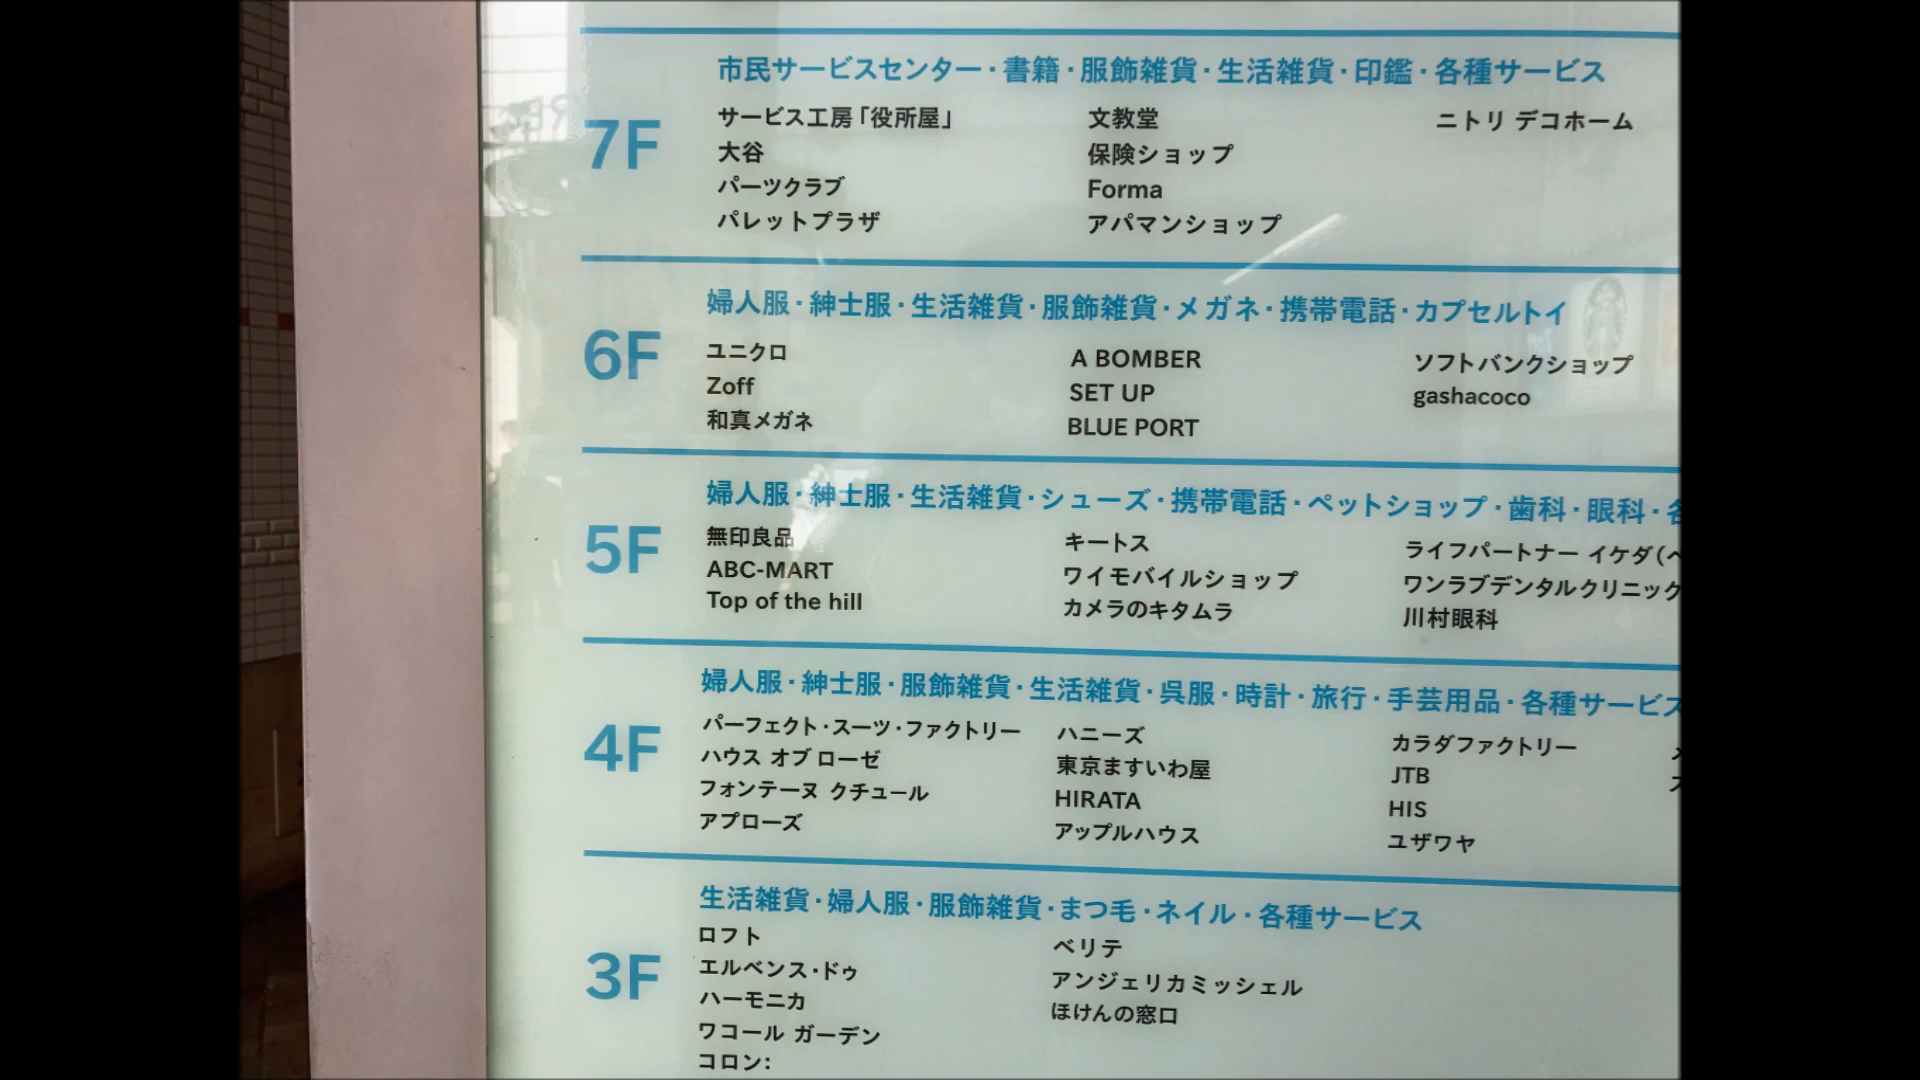 7F
市民サービスセンター・書籍・服飾雑貨・生活雑貨・印鑑・各種サービス
サービス工房「役所屋」
大谷
パーツクラブ
パレットプラザ
文教堂
保険ショップ
Forma
アパマンショップ
ニトリ デコホーム
6F
婦人服・紳士服・生活雑貨・服飾雑貨・メガネ・携帯電話・カプセルトイ
ユニクロ
Zoff
和真メガネ
A BOMBER
SET UP
BLUE PORT
ソフトバンクショップ
gashacoco
5F
婦人服・紳士服・生活雑貨・シューズ・携帯電話・ペットショップ・歯科・眼科・
無印良品
ABC-MART
Top of the hill
キートス
ワイモバイルショップ
カメラのキタムラ
ライフパートナー イケダ(
ワンラブデンタルクリニック
川村眼科
4F
婦人服・紳士服・服飾雑貨・生活雑貨・呉服・時計・旅行・手芸用品・各種サービス
パーフェクト・スーツ・ファクトリー
ハウス オブ ローゼ
フォンテーヌ クチュール
アプローズ
ハニーズ
東京ますいわ屋
HIRATA
アップルハウス
カラダファクトリー
JTB
HIS
ユザワヤ
3F
生活雑貨・婦人服・服飾雑貨・まつ毛・ネイル・各種サービス
ロフト
エルベンス・ドゥ
ハーモニカ
ワコール ガーデン
コロン:
ベリテ
アンジェリカミッシェル
ほけんの窓口